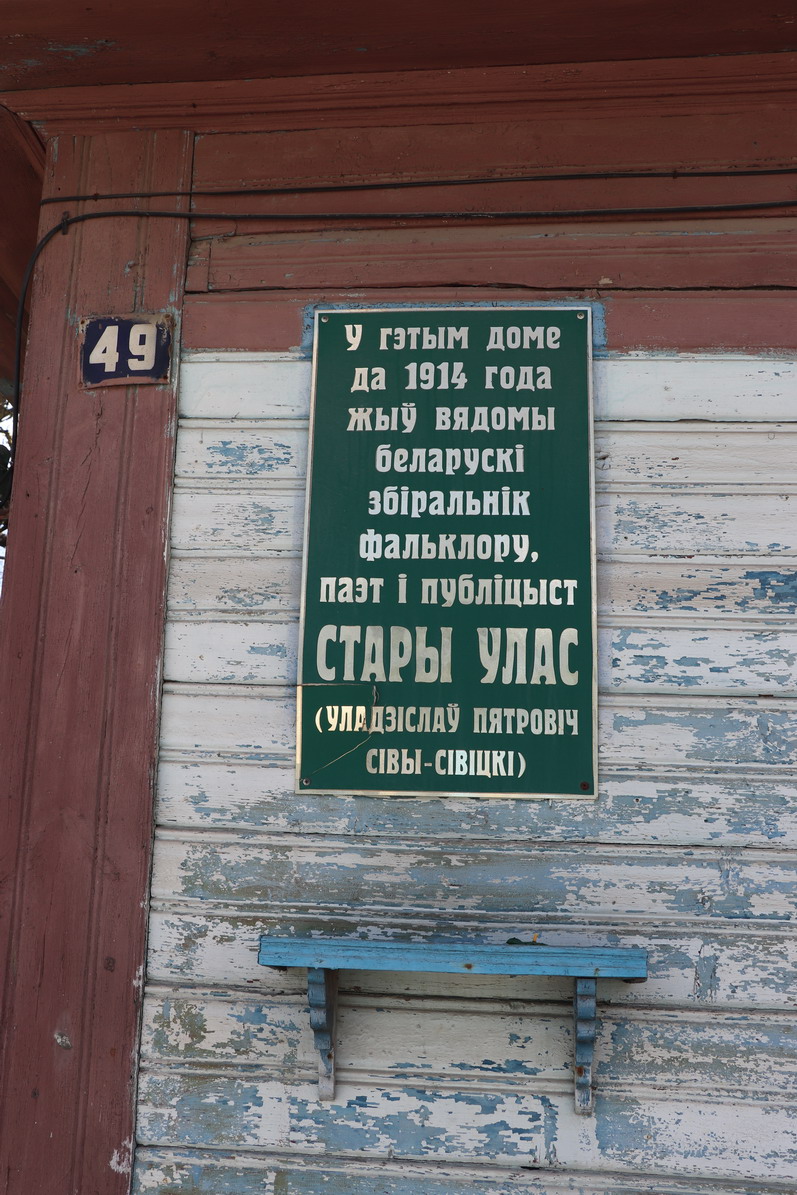 49
У гэтым доме
да 1914 года
жыў вядомы
беларускі
збіральнік
фальклору,
паэт і публіцыст
СТАРЫ УЛАС
(УЛАДЗІСЛАЎ ПЯТРОВІЧ
СІВЫ-СІВІЦКІ)